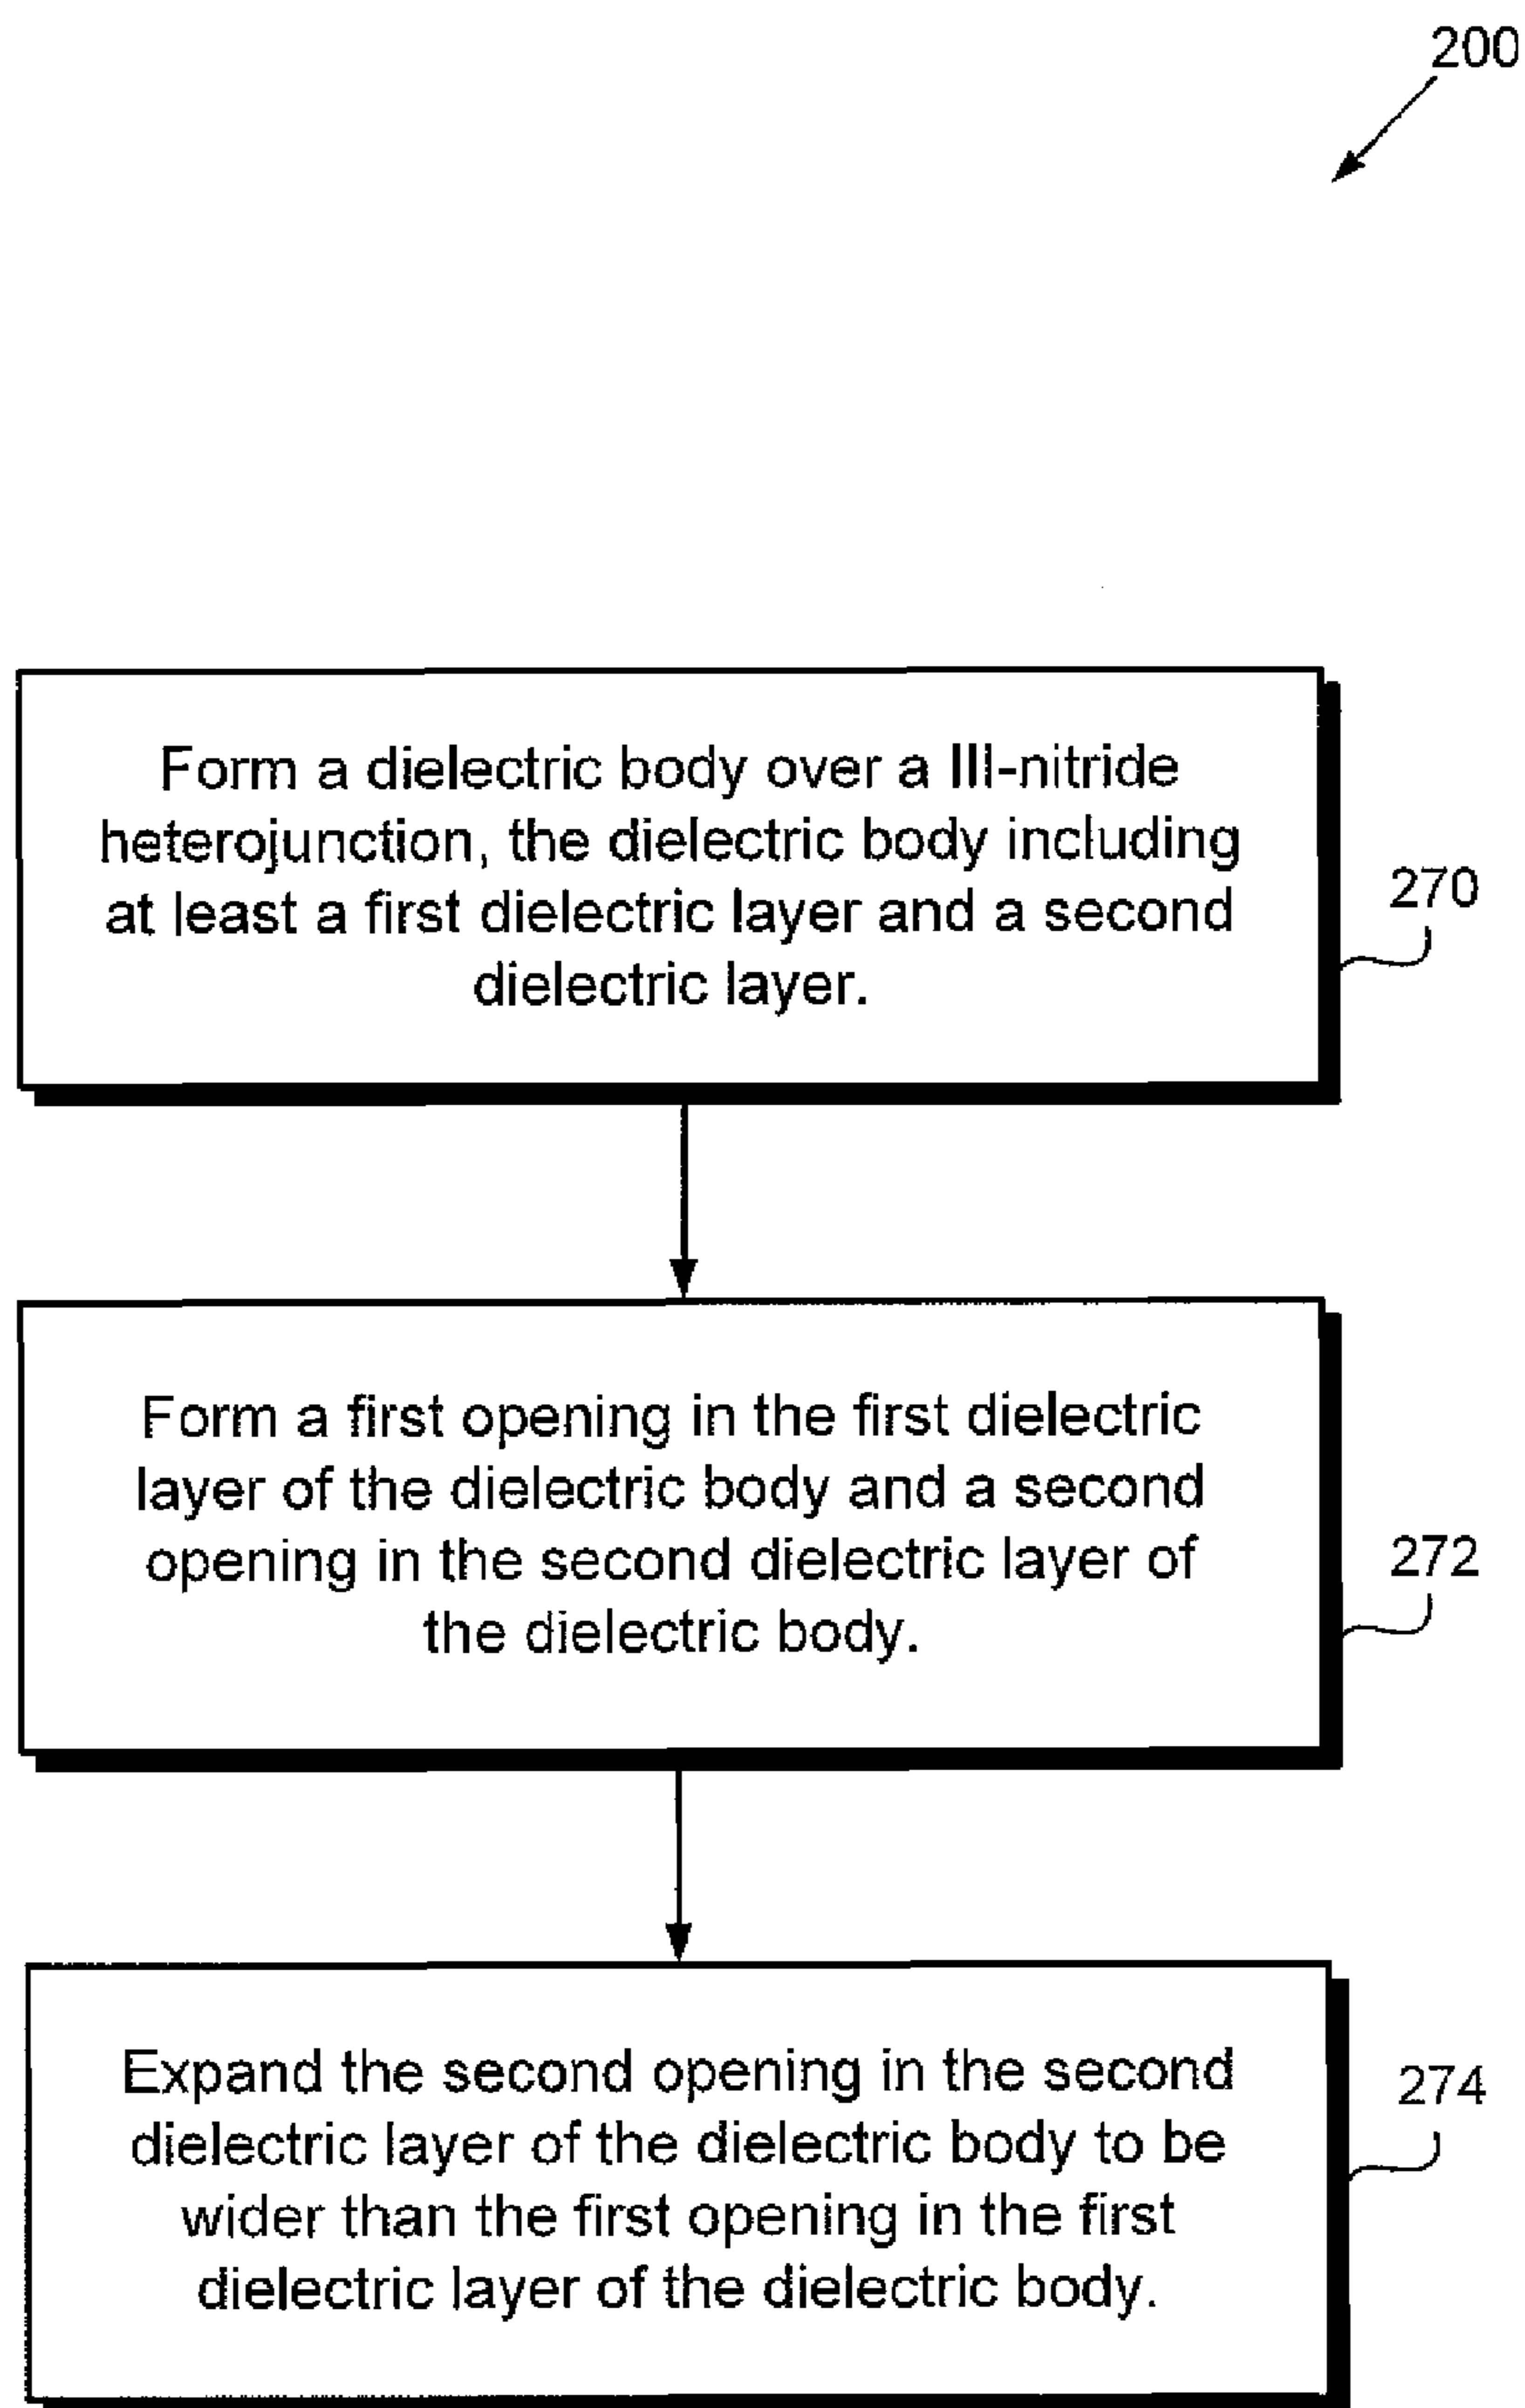 200
Form a dielectric body over a III-nitride
heterojunction, the dielectric body including
at least a first dielectric layer and a second
dielectric layer.
270
Form a first opening in the first dielectric
layer of the dielectric body and a second
opening in the second dielectric layer of
the dielectric body.
272
Expand the second opening in the second
dielectric layer of the dielectric body to be
wider than the first opening in the first
dielectric layer of the dielectric body.
274